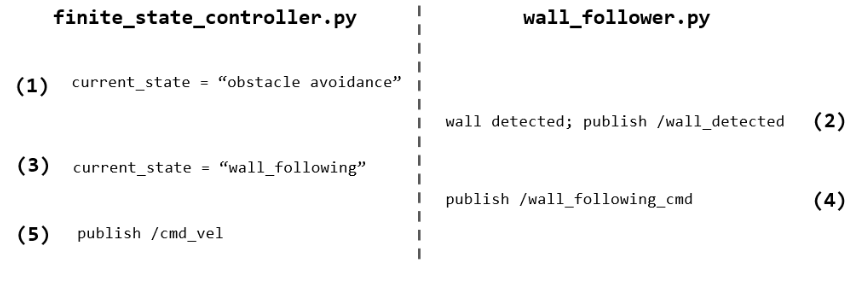 finite_state_controller.py
wall_follower.py
(1) current_state = “obstacle avoidance”
wall detected; publish /wall_detected (2)
(3) current_state = “wall_following”
publish /wall_following_cmd (4)
(5) publish /cmd_vel